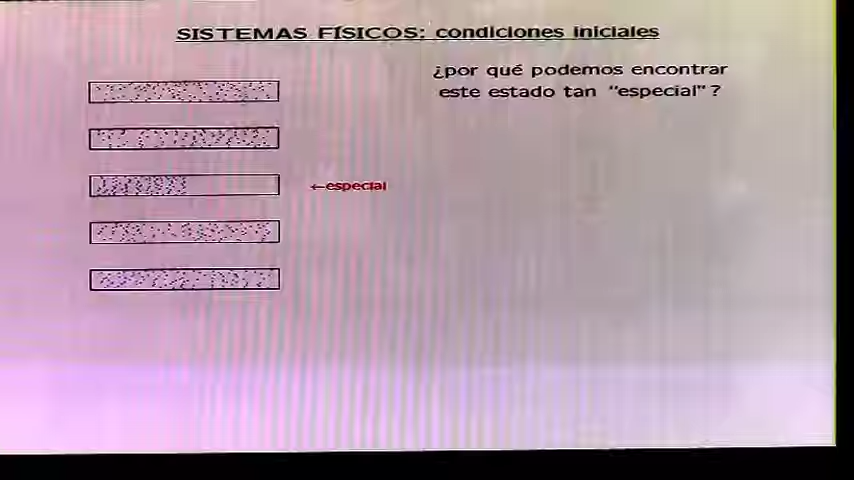 SISTEMAS FÍSICOS: condiciones iniciales
¿por qué podemos encontrar
este estado tan "especial"?
←especial